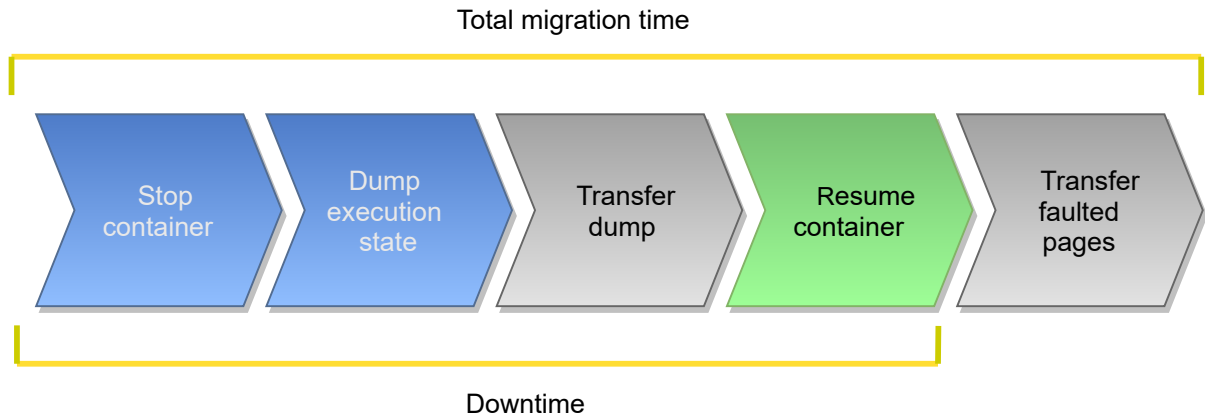 Total migration time
Stop
container
Dump
execution
state
Transfer
dump
Resume
container
Transfer
faulted
pages
Downtime